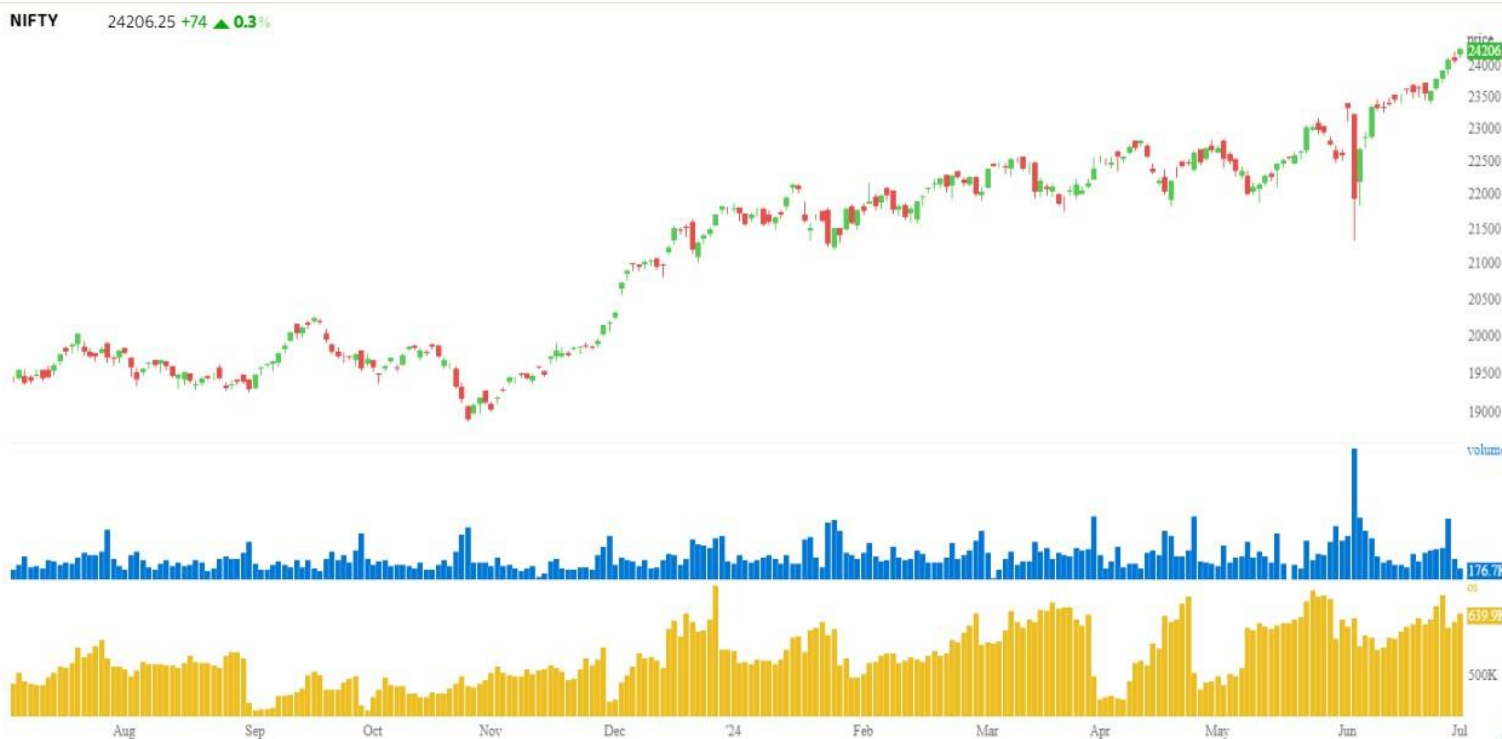 NIFTY 24206.25 +74 ▲ 0.3%
price
24206
24000
23500
23000
22500
22000
21500
21000
20500
20000
19500
19000
volume
176.7K
oi
639.9K
500K
Aug Sep Oct Nov Dec '24 Feb Mar Apr May Jun Jul